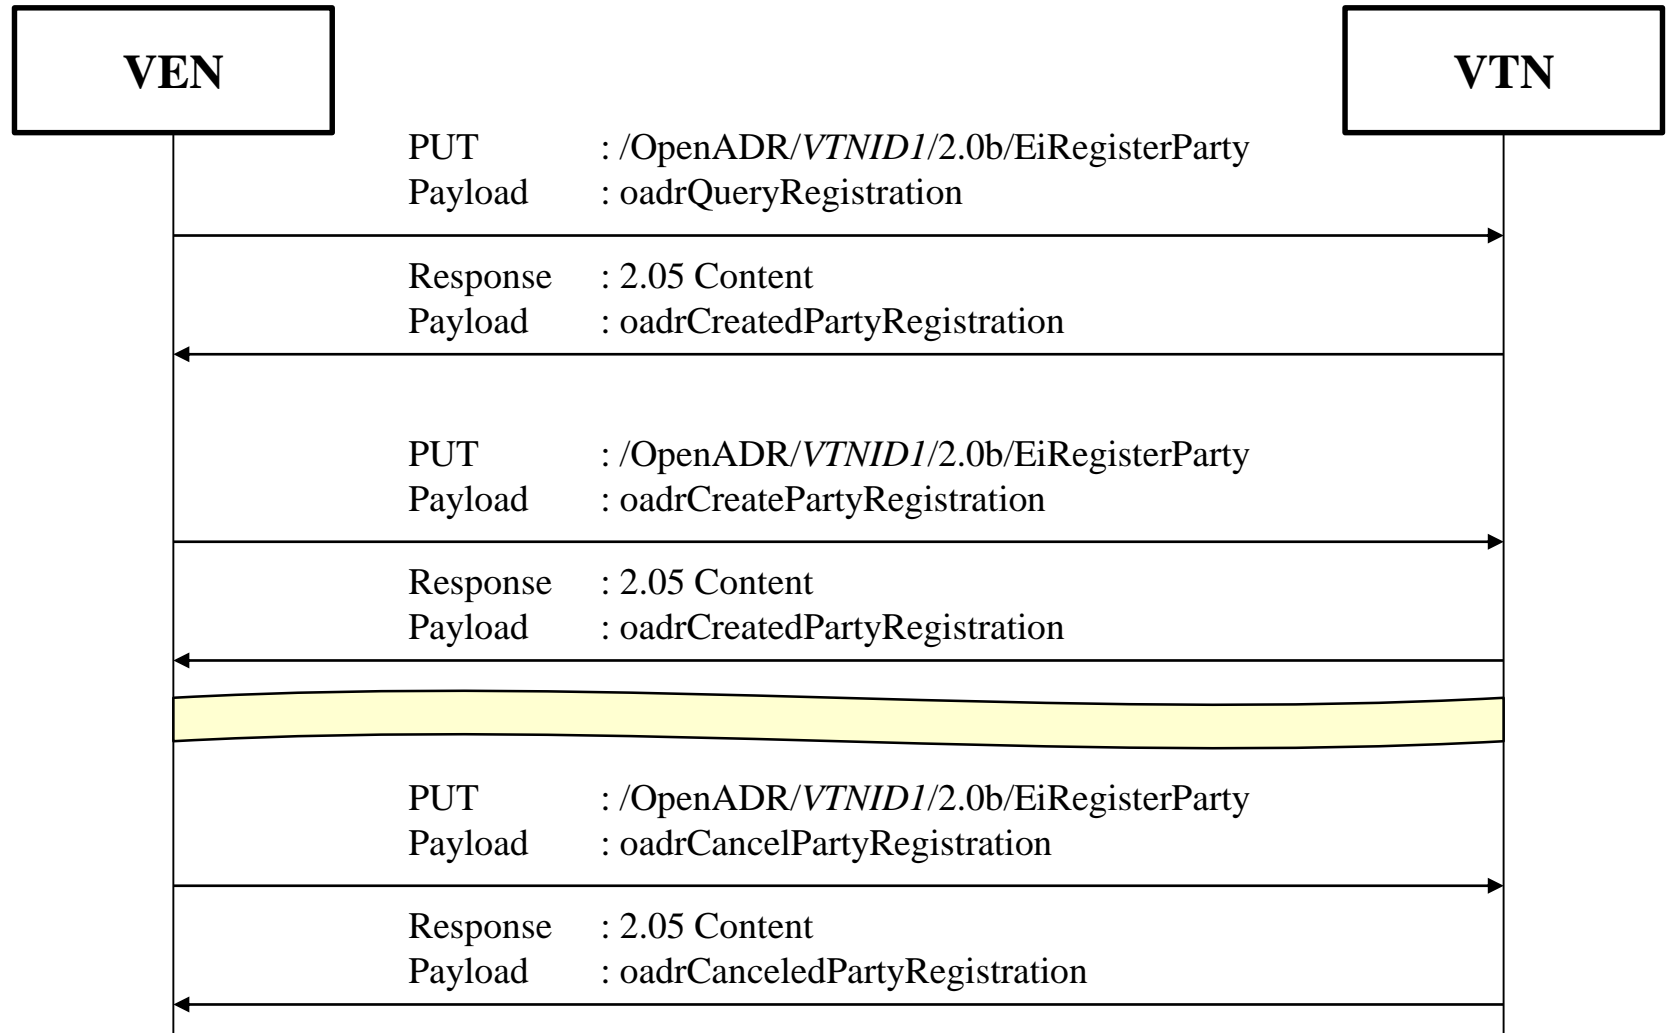 VEN
VTN
PUT : /OpenADR/VTNID1/2.0b/EiRegisterParty
Payload : oadrQueryRegistration
Response : 2.05 Content
Payload : oadrCreatedPartyRegistration
PUT : /OpenADR/VTNID1/2.0b/EiRegisterParty
Payload : oadrCreatePartyRegistration
Response : 2.05 Content
Payload : oadrCreatedPartyRegistration
PUT : /OpenADR/VTNID1/2.0b/EiRegisterParty
Payload : oadrCancelPartyRegistration
Response : 2.05 Content
Payload : oadrCanceledPartyRegistration